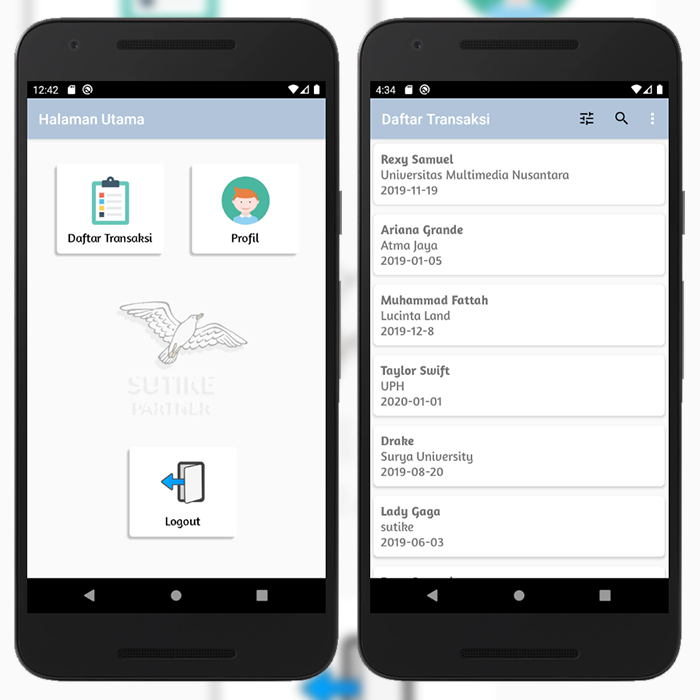 12:42
Halaman Utama
Daftar Transaksi
Profil
SUTIKE
PARTNER
Logout
4:34
Daftar Transaksi
Rexy Samuel
Universitas Multimedia Nusantara
2019-11-19
Ariana Grande
Atma Jaya
2019-01-05
Muhammad Fattah
Lucinta Land
2019-12-8
Taylor Swift
UPH
2020-01-01
Drake
Surya University
2019-08-20
Lady Gaga
sutike
2019-06-03